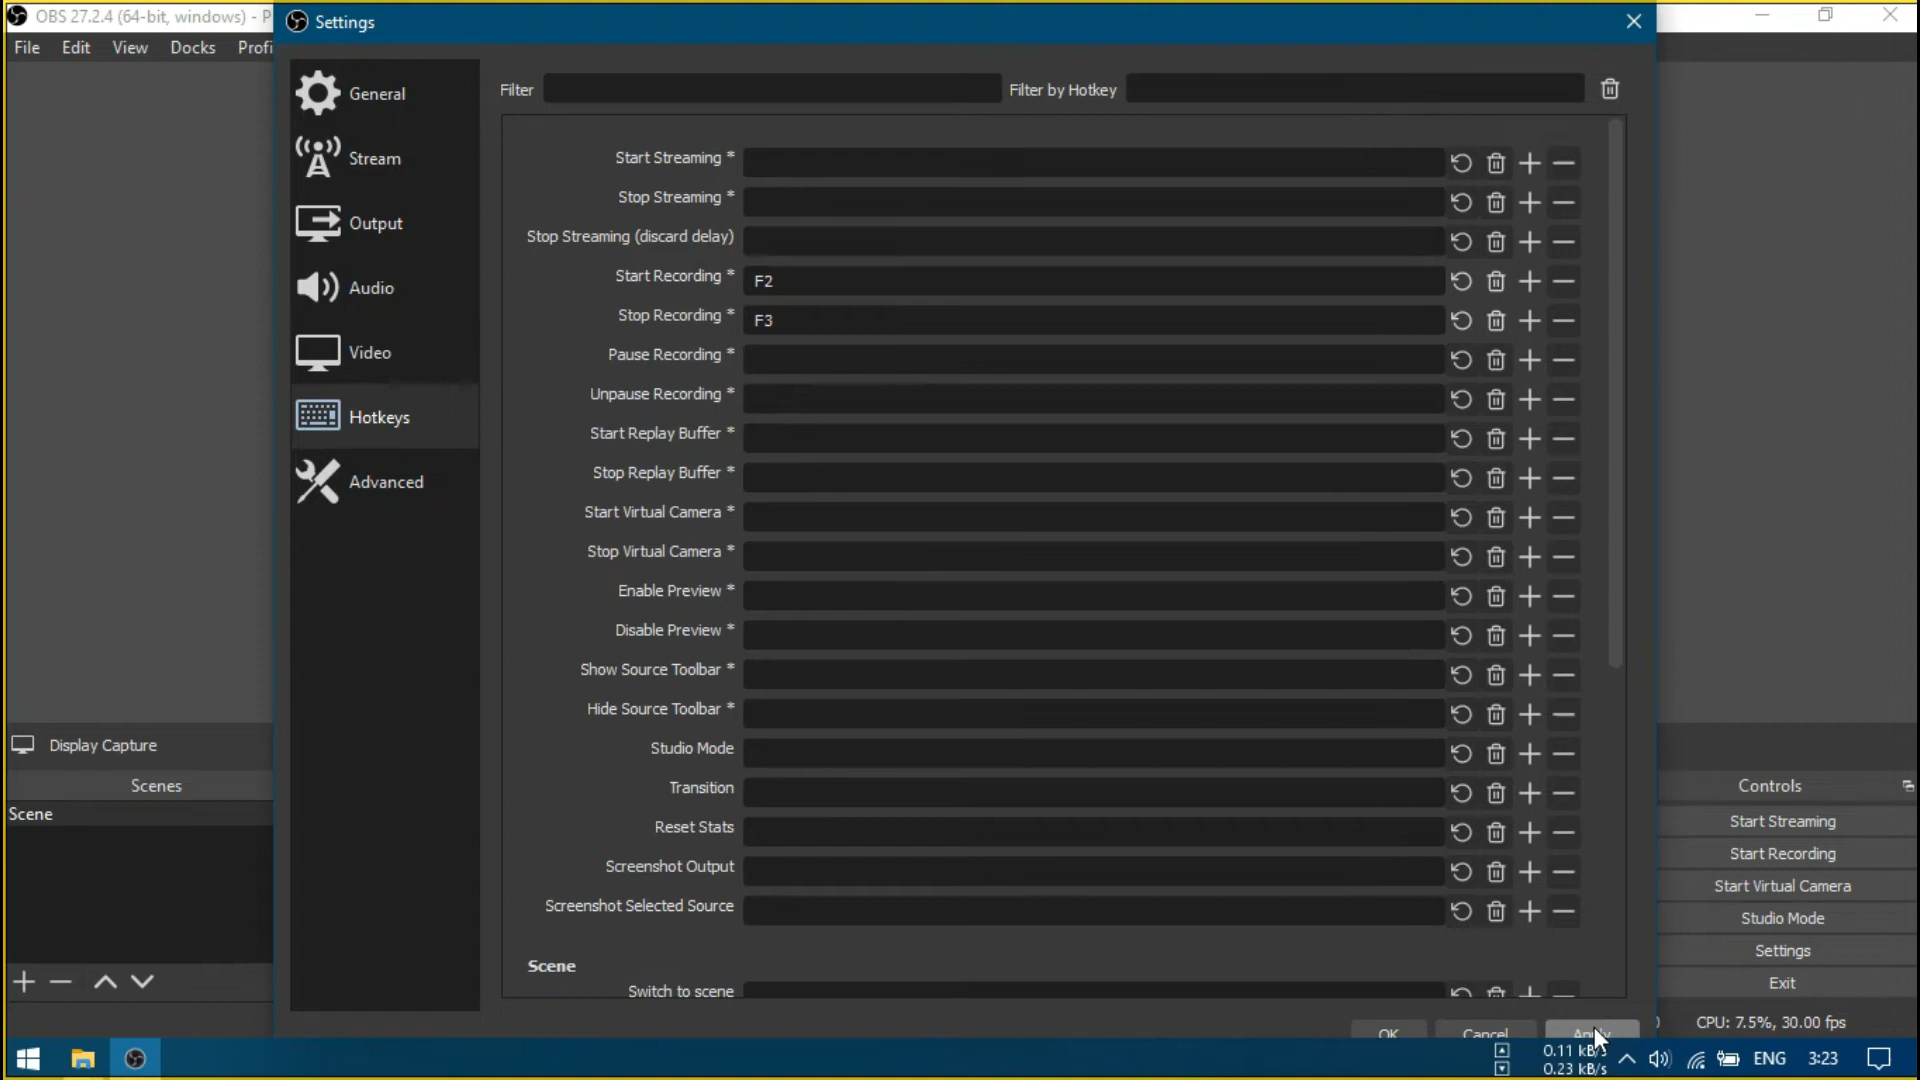 OBS 27.2.4 (64-bit, windows) - P
Settings
File Edit View Docks Profi
General
Stream
Output
Audio
Video
Hotkeys
Advanced
Filter
Filter by Hotkey
Start Streaming *
Stop Streaming *
Stop Streaming (discard delay)
Start Recording * F2
Stop Recording * F3
Pause Recording *
Unpause Recording *
Start Replay Buffer *
Stop Replay Buffer *
Start Virtual Camera *
Stop Virtual Camera *
Enable Preview *
Disable Preview *
Show Source Toolbar *
Hide Source Toolbar *
Studio Mode
Transition
Reset Stats
Screenshot Output
Screenshot Selected Source
Scene
Switch to scene
OK Cancel Apply
Display Capture
Scenes
Scene
Controls
Start Streaming
Start Recording
Start Virtual Camera
Studio Mode
Settings
Exit
CPU: 7.5%, 30.00 fps
0.11 kB/s
0.23 kB/s
ENG
3:23